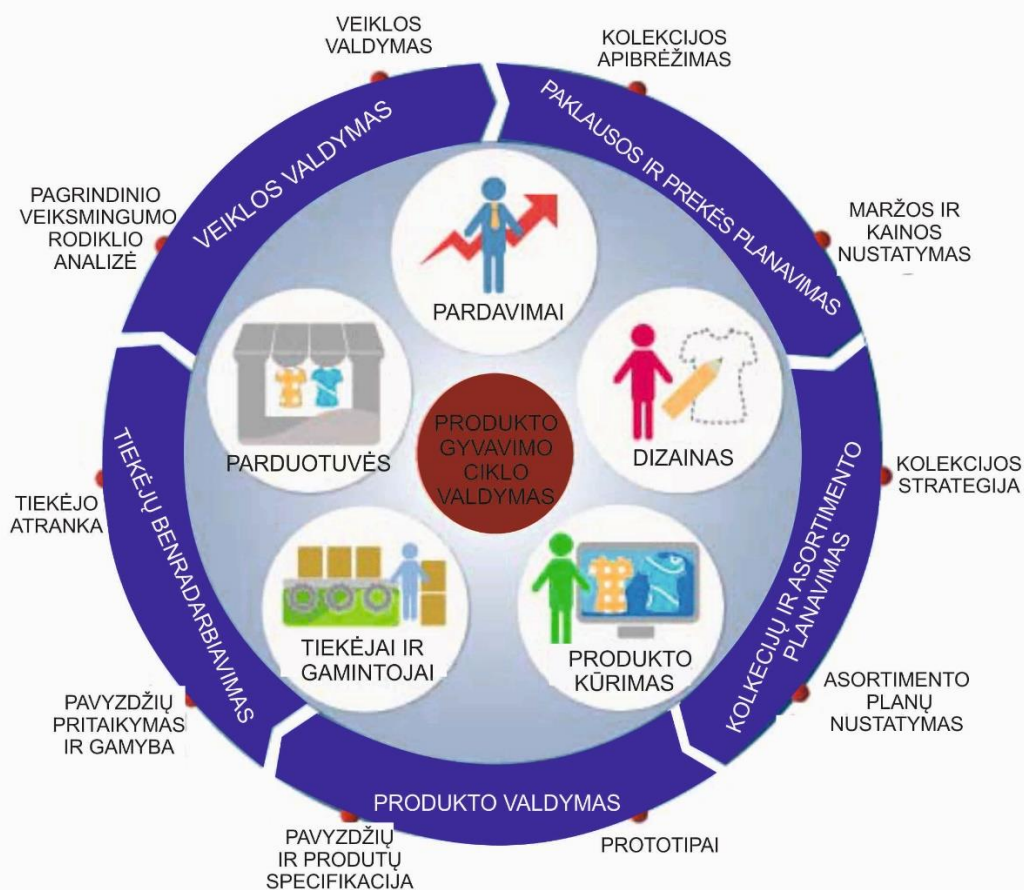 VEIKLOS
VALDYMAS
KOLEKCIJOS
APIBRĖŽIMAS
PAKLAUSOS IR PREKĖS PLANAVIMAS
MARŽOS IR
KAINOS
NUSTATYMAS
KOLEKCIJOS
STRATEGIJA
KOLKECIJŲ IR ASORTIMENTO
PLANAVIMAS
ASORTIMENTO
PLANŲ
NUSTATYMAS
PROTOTIPAI
PRODUKTO VALDYMAS
PAVYZDŽIŲ
IR PRODUTŲ
SPECIFIKACIJA
PAVYZDŽIŲ
PRITAIKYMAS
IR GAMYBA
TIEKĖJŲ BENRADARBIAVIMAS
TIEKĖJO
ATRANKA
PAGRINDINIO
VEIKSMINGUMO
RODIKLIO
ANALIZĖ
VEIKLOS VALDYMAS
PARDAVIMAI
DIZAINAS
PRODUKTO
KŪRIMAS
TIEKĖJAI IR
GAMINTOJAI
PARDUOTUVĖS
PRODUKTO
GYVAVIMO
CIKLO
VALDYMAS